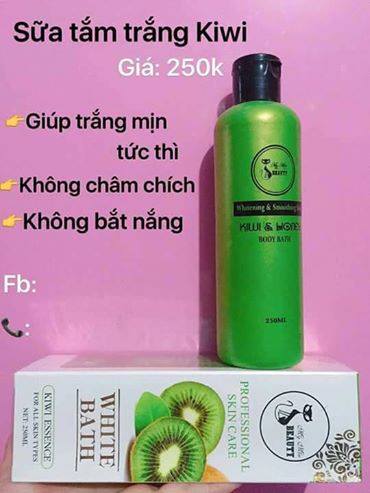 Sữa tắm trắng Kiwi
Giá: 250k
👉Giúp trắng mịn
tức thì
👉Không châm chích
👉Không bắt nắng
Fb:
📞:
BEAUTY
Whitening & Smoothing
KIWI & HONEY
BODY BATH
250ML
KIWI ESSENCE
FOR ALL SKIN TYPES
NET: 250ML
WHITE
BATH
PROFESSIONAL
SKIN CARE
BEAUTY